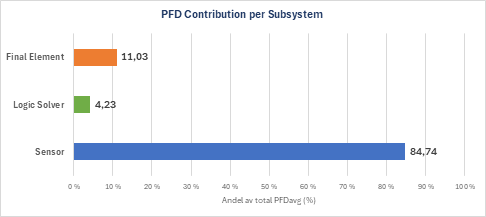 PFD Contribution per Subsystem
Final Element
11,03
Logic Solver
4,23
Sensor
84,74
0 % 10 % 20 % 30 % 40 % 50 % 60 % 70 % 80 % 90 % 100 %
Andel av total PFDavg (%)